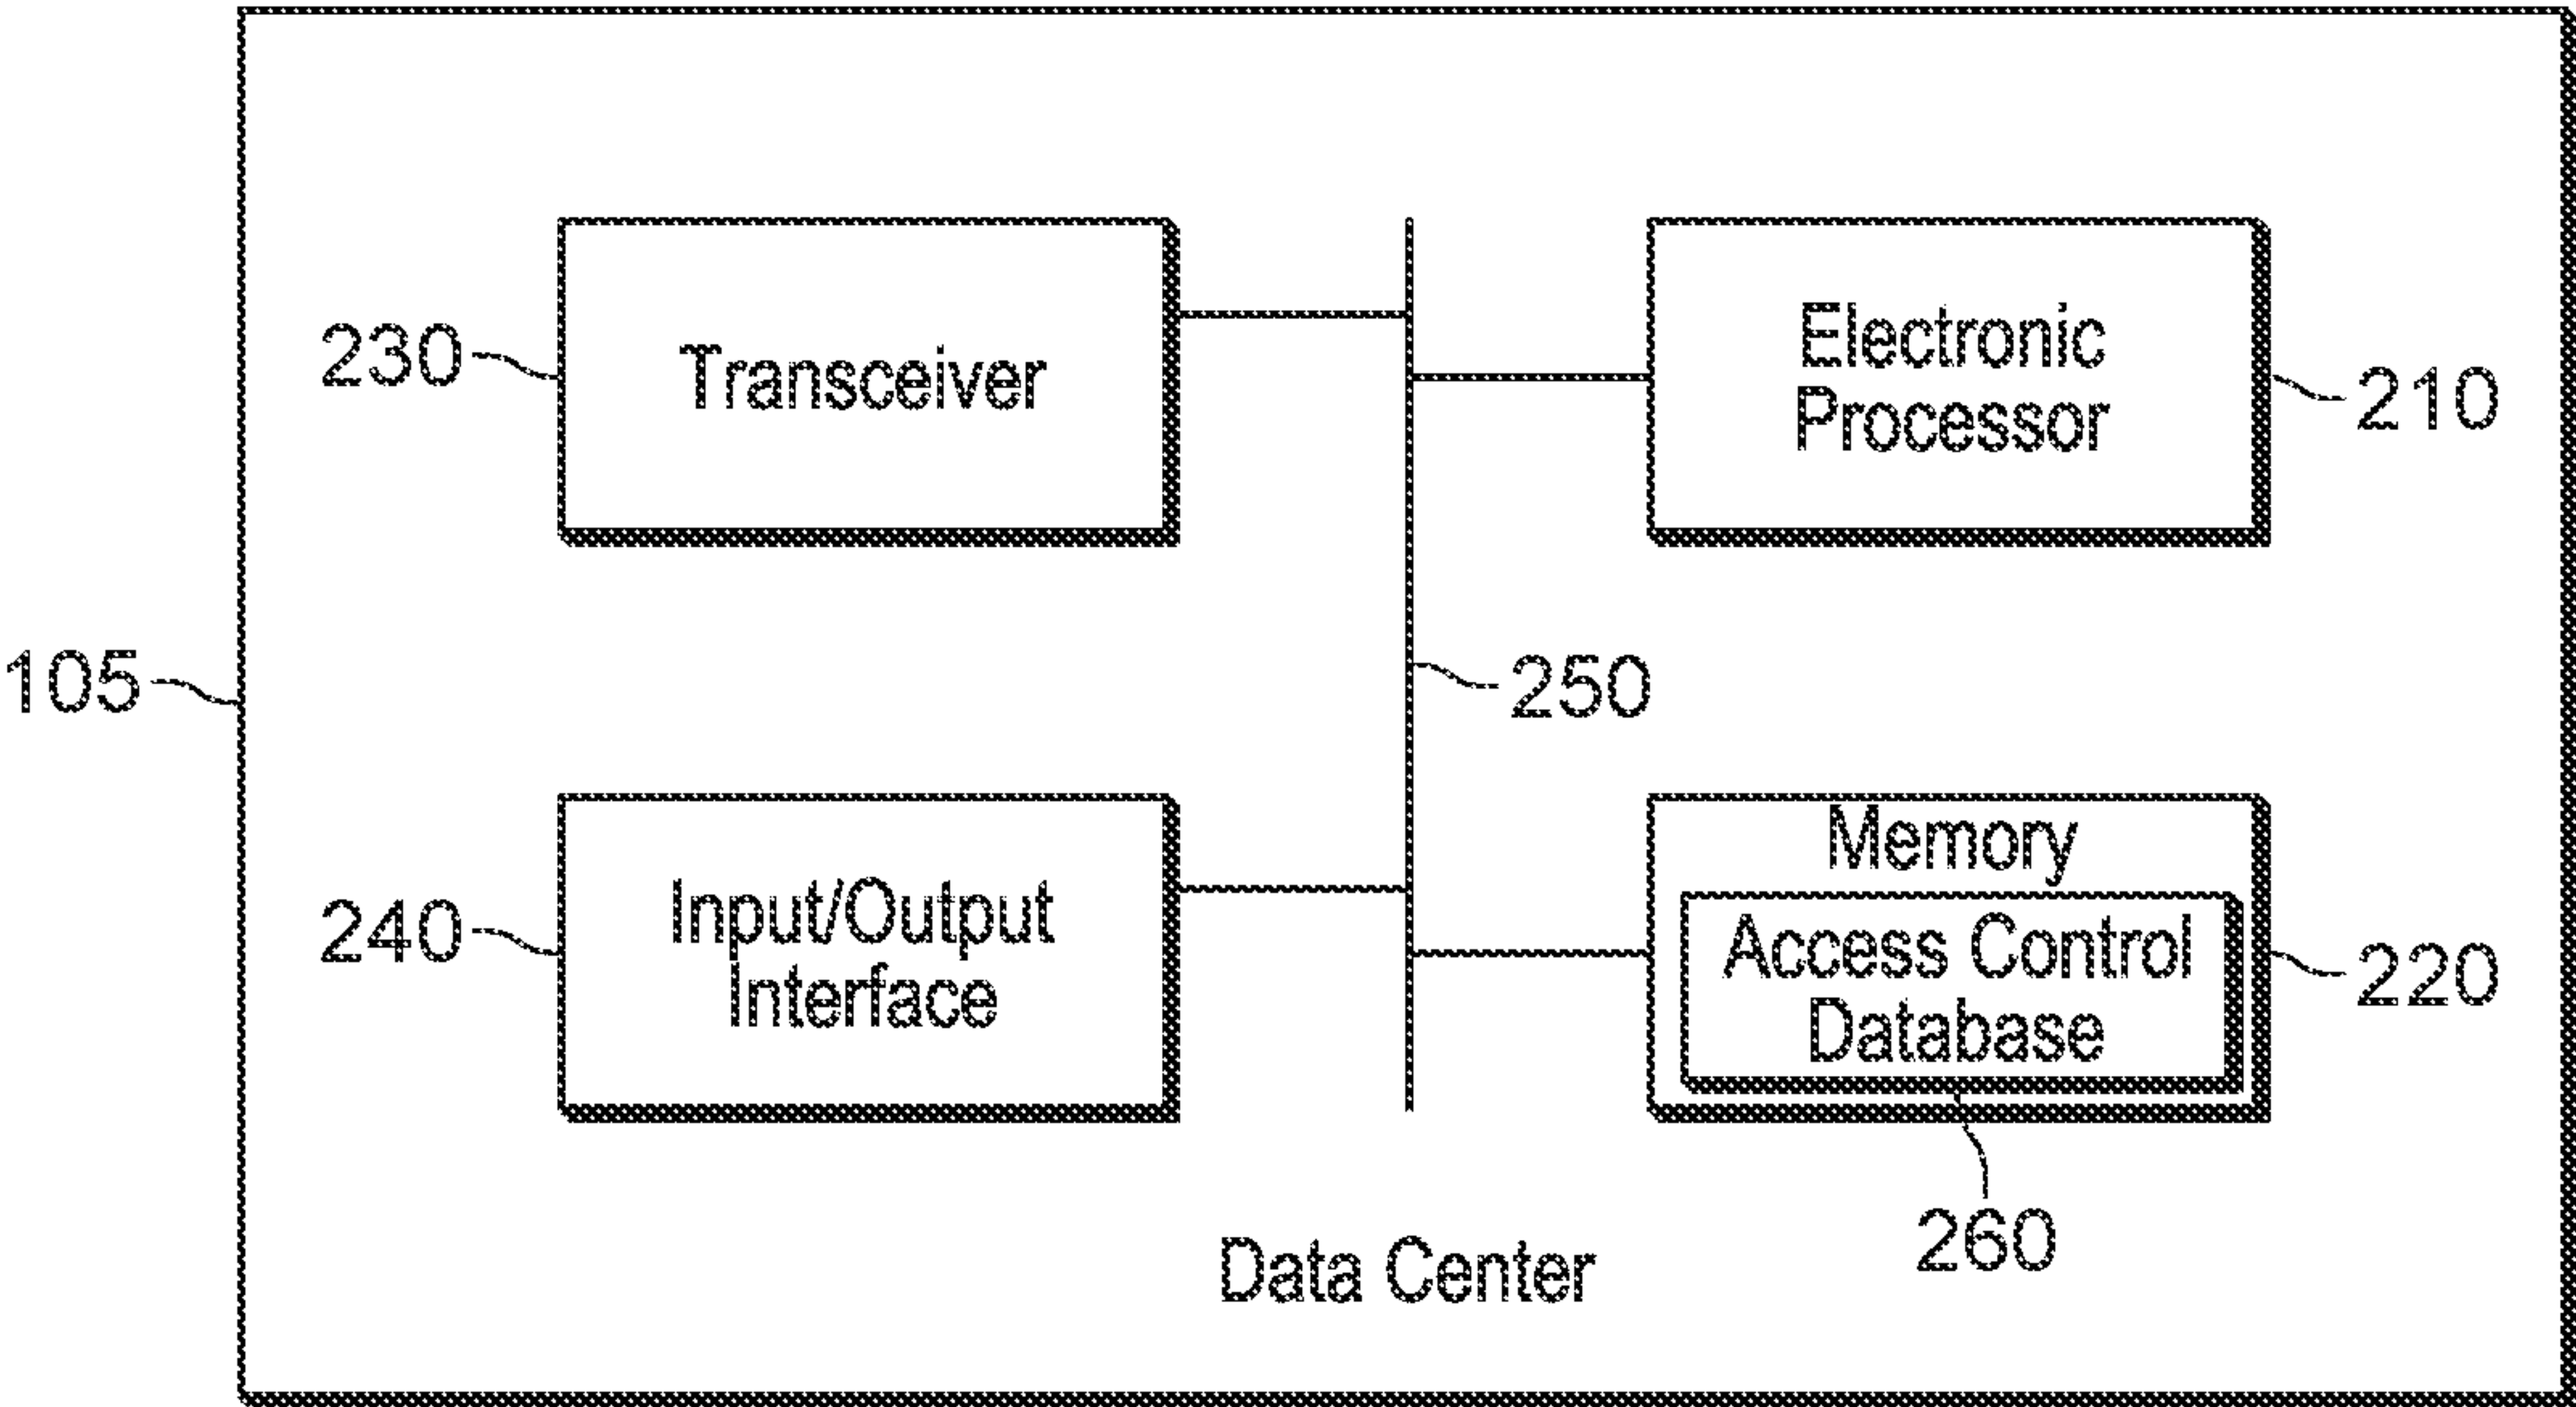 230
Transceiver
Electronic
Processor
210
105
250
240
Input/Output
Interface
Memory
Access Control
Database
220
260
Data Center